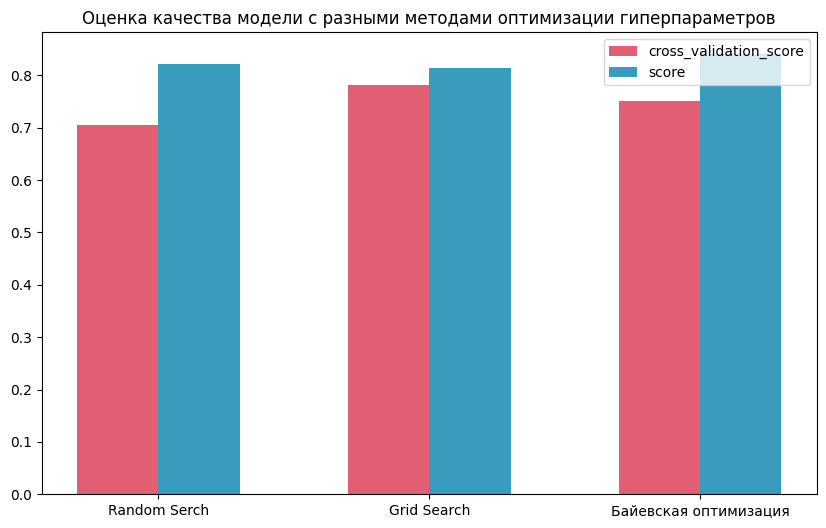 Оценка качества модели с разными методами оптимизации гиперпараметров
cross_validation_score
score
0.8
0.7
0.6
0.5
0.4
0.3
0.2
0.1
0.0
Random Serch
Grid Search
Байевская оптимизация